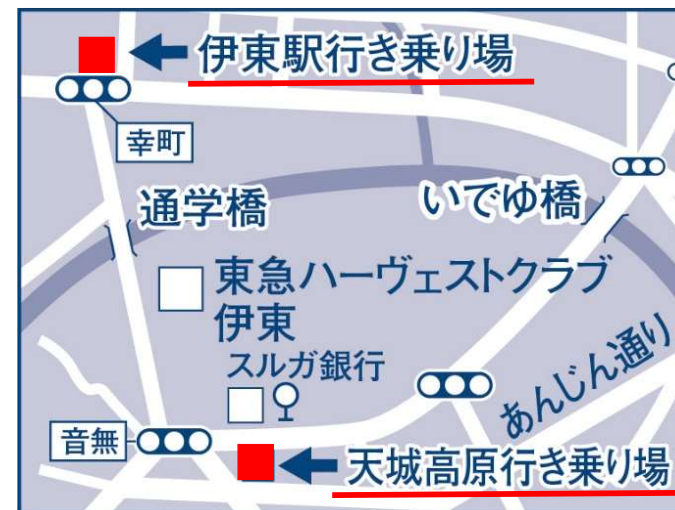 伊東駅行き乗り場
幸町
通学橋
いでゆ橋
東急ハーヴェストクラブ
伊東
スルガ銀行
あんじん通り
音無
天城高原行き乗り場